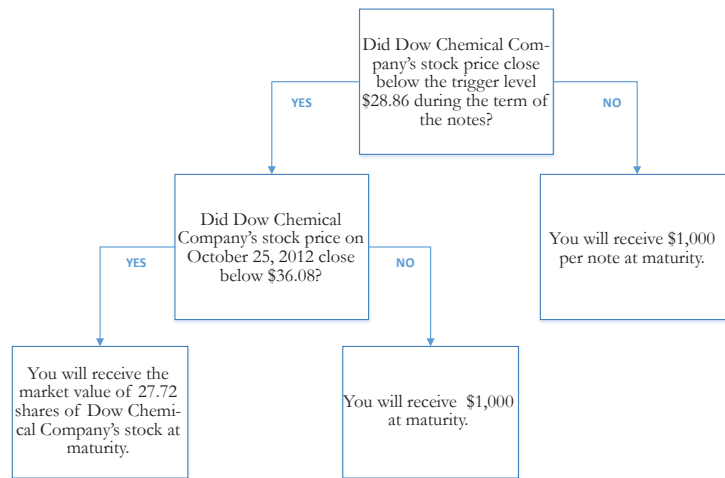 Did Dow Chemical Com-
pany's stock price close
below the trigger level
$28.86 during the term of
the notes?
YES
NO
Did Dow Chemical
Company's stock price on
October 25, 2012 close
below $36.08?
You will receive $1,000
per note at maturity.
YES
NO
You will receive the
market value of 27.72
shares of Dow Chemi-
cal Company's stock at
maturity.
You will receive $1,000
at maturity.